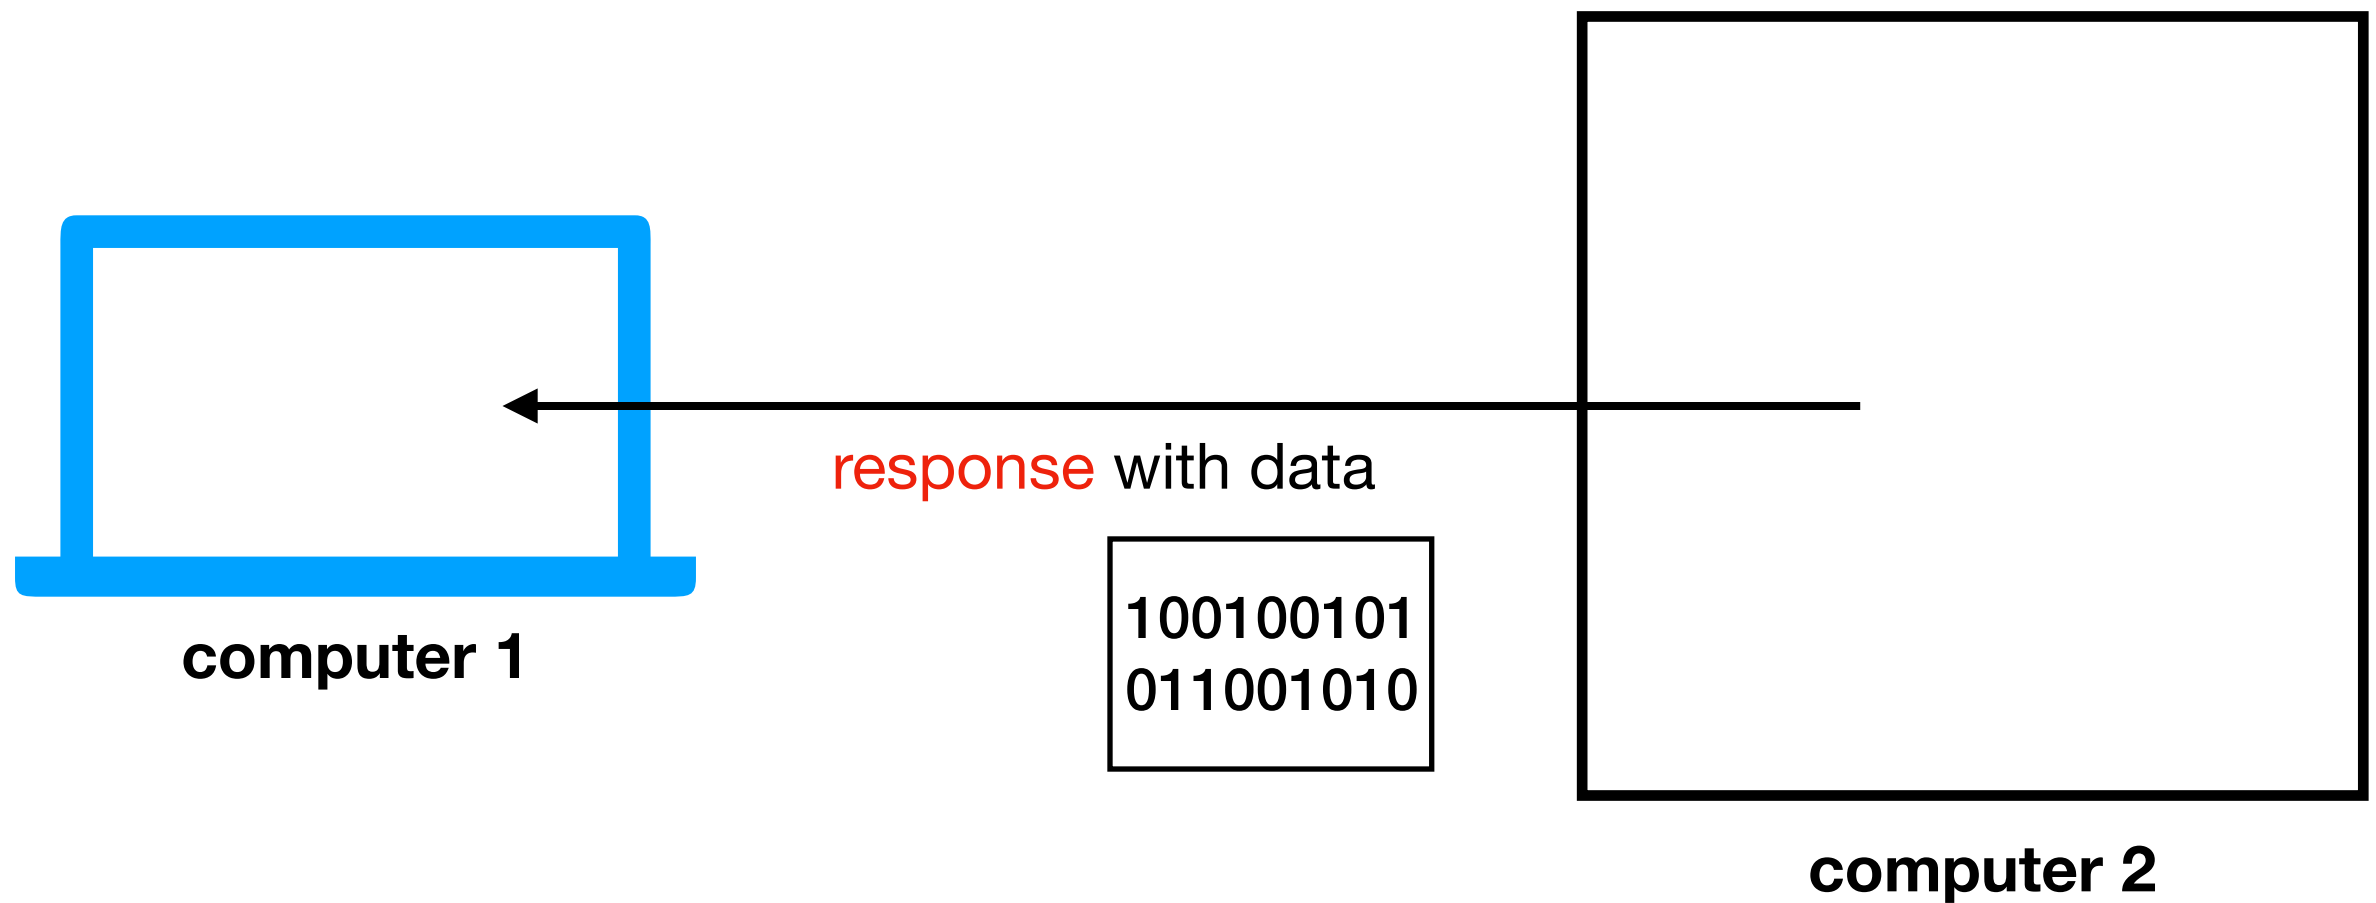 response with data
100100101
011001010
computer 1
computer 2